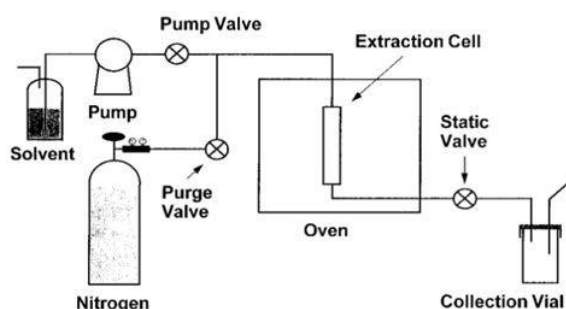 Pump Valve
Extraction Cell
Pump
Solvent
Static
Valve
Purge
Valve
Oven
Nitrogen
Collection Vial